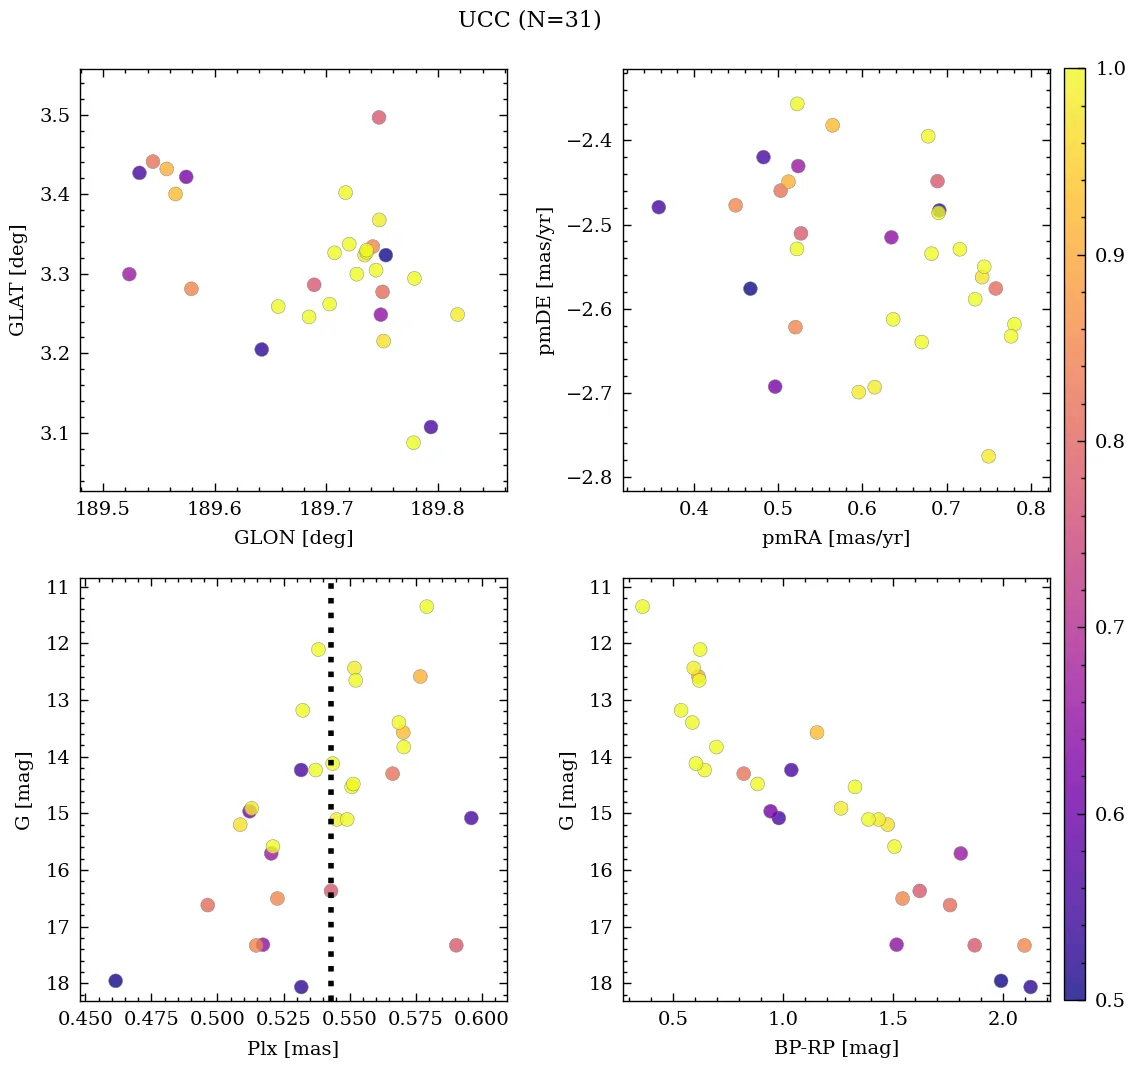 UCC (N=31)
3.5
3.4
3.3
3.2
3.1
GLAT [deg]
189.5 189.6 189.7 189.8
GLON [deg]
−2.4
−2.5
−2.6
−2.7
−2.8
pmDE [mas/yr]
0.4 0.5 0.6 0.7 0.8
pmRA [mas/yr]
1.0
0.9
0.8
0.7
0.6
0.5
11
12
13
14
15
16
17
18
G [mag]
0.450 0.475 0.500 0.525 0.550 0.575 0.600
Plx [mas]
11
12
13
14
15
16
17
18
G [mag]
0.5 1.0 1.5 2.0
BP-RP [mag]